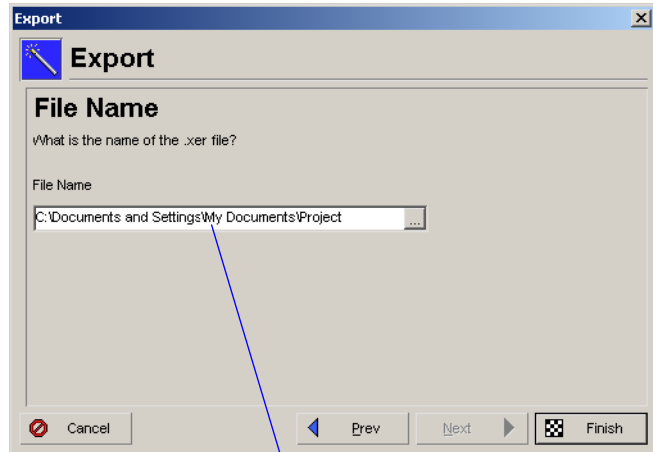 Export
Export
File Name
What is the name of the .xer file?
File Name
C:\Documents and Settings\My Documents\Project
...
Cancel
Prev
Next
Finish